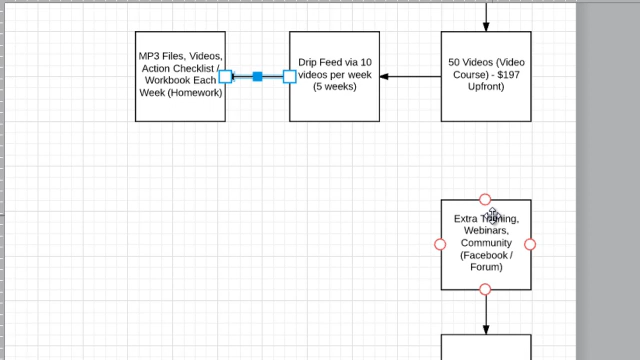 MP3 Files, Videos,
Action Checklist /
Workbook Each
Week (Homework)
Drip Feed via 10
videos per week
(5 weeks)
50 Videos (Video
Course) - $197
Upfront)
Extra Training,
Webinars,
Community
(Facebook /
Forum)